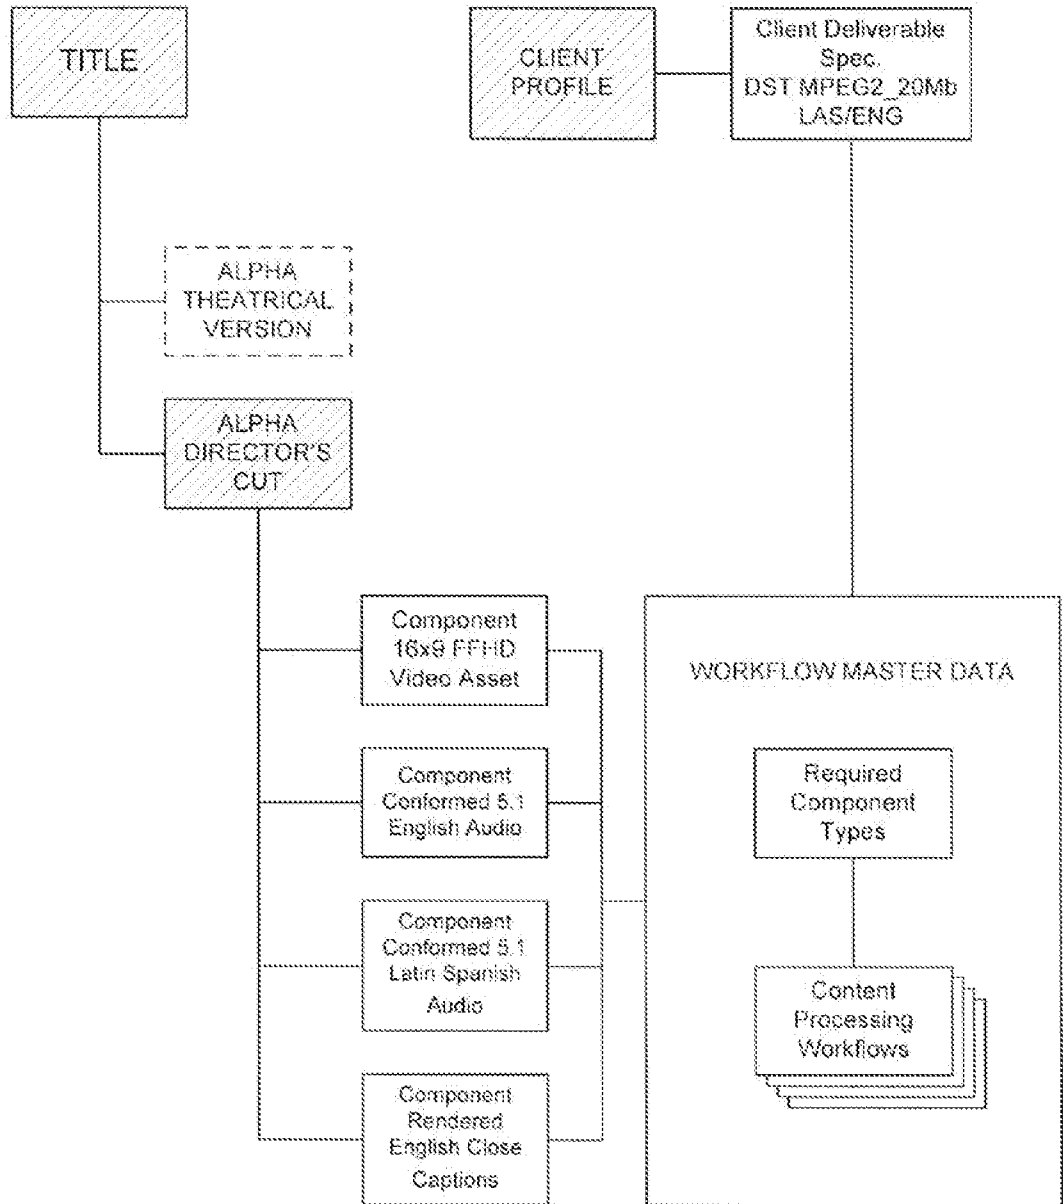 TITLE
CLIENT
PROFILE
Client Deliverable
Spec.
DST MPEG2_20Mb
LAS/ENG
ALPHA
THEATRICAL
VERSION
ALPHA
DIRECTOR'S
CUT
Component
16x9 FFHD
Video Asset
Component
Conformed 5.1
English Audio
Component
Conformed 5.1
Latin Spanish
Audio
Component
Rendered
English Close
Captions
WORKFLOW MASTER DATA
Required
Component
Types
Content
Processing
Workflows